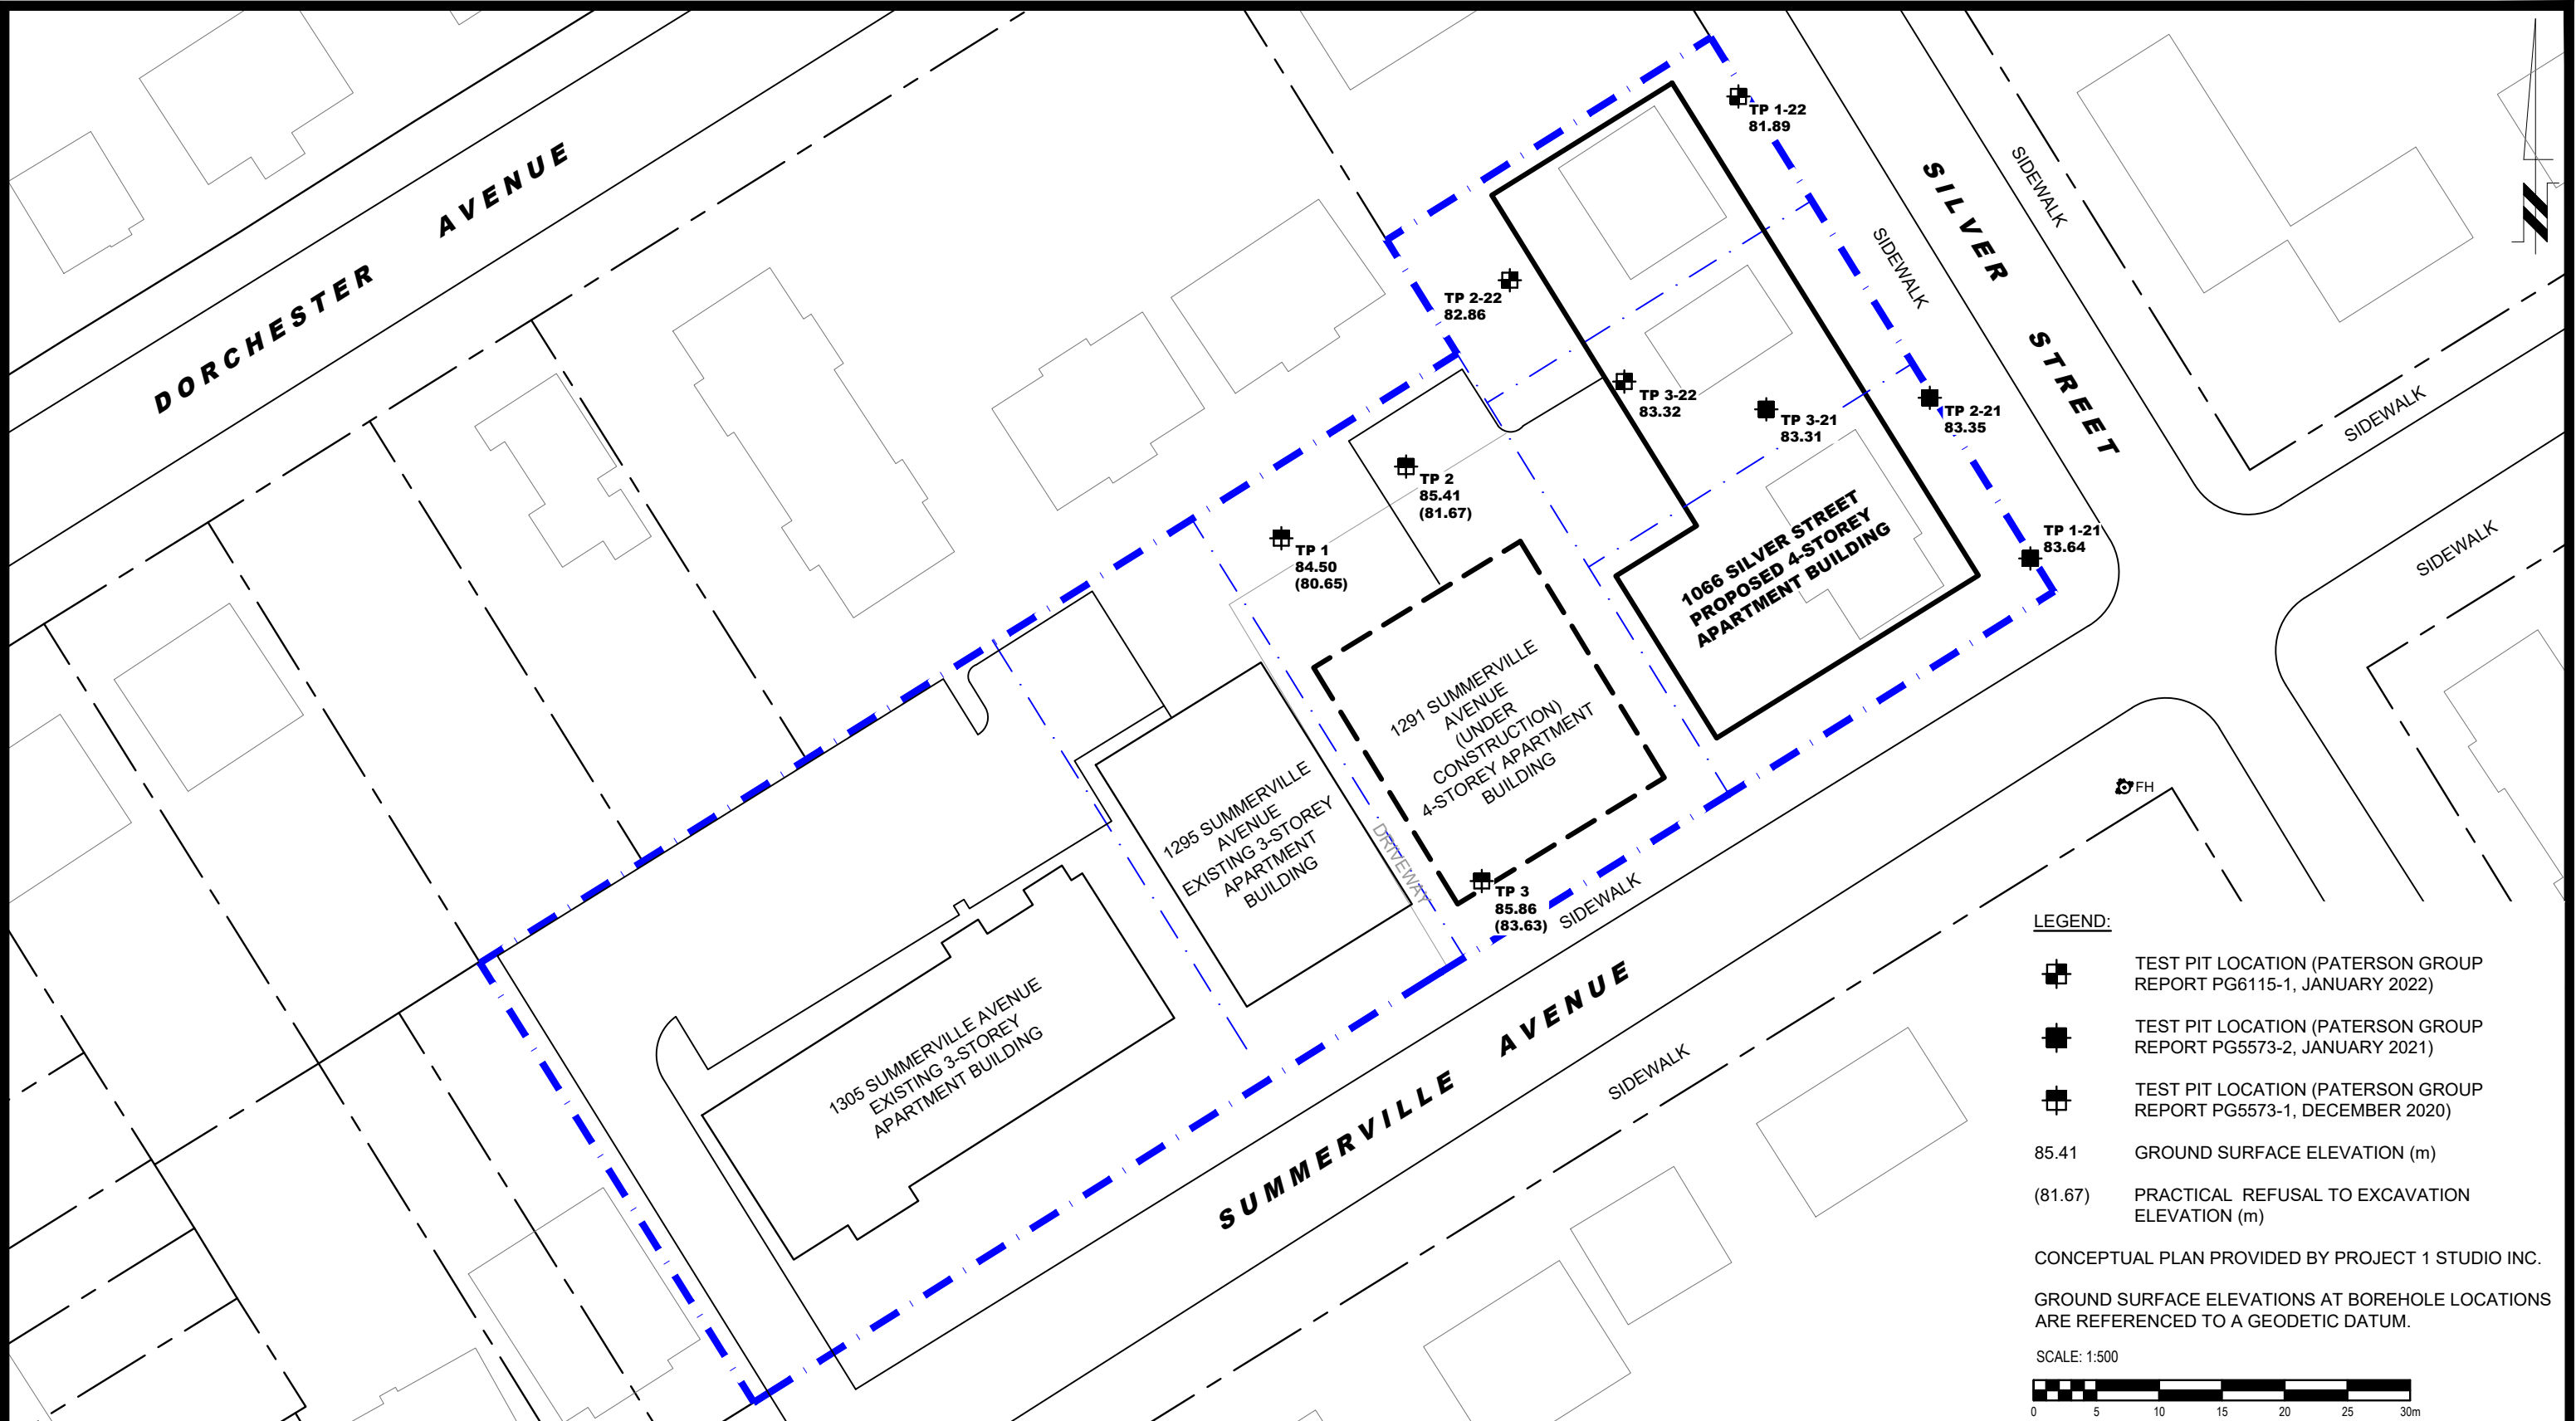 DORCHESTER AVENUE
TP 1-22
81.89
SILVER STREET
SIDEWALK
SIDEWALK
SIDEWALK
SIDEWALK
TP 2-22
82.86
TP 3-22
83.32
TP 3-21
83.31
TP 2-21
83.35
TP 1-21
83.64
TP 2
85.41
(81.67)
TP 1
84.50
(80.65)
1066 SILVER STREET
PROPOSED 4-STOREY
APARTMENT BUILDING
1291 SUMMERVILLE
AVENUE
(UNDER
CONSTRUCTION)
4-STOREY APARTMENT
BUILDING
1295 SUMMERVILLE
AVENUE
EXISTING 3-STOREY
APARTMENT
BUILDING
DRIVEWAY
TP 3
85.86
(83.63)
SIDEWALK
1305 SUMMERVILLE AVENUE
EXISTING 3-STOREY
APARTMENT BUILDING
SUMMERVILLE AVENUE
SIDEWALK
FH
LEGEND:
TEST PIT LOCATION (PATERSON GROUP
REPORT PG6115-1, JANUARY 2022)
TEST PIT LOCATION (PATERSON GROUP
REPORT PG5573-2, JANUARY 2021)
TEST PIT LOCATION (PATERSON GROUP
REPORT PG5573-1, DECEMBER 2020)
85.41 GROUND SURFACE ELEVATION (m)
(81.67) PRACTICAL REFUSAL TO EXCAVATION
ELEVATION (m)
CONCEPTUAL PLAN PROVIDED BY PROJECT 1 STUDIO INC.
GROUND SURFACE ELEVATIONS AT BOREHOLE LOCATIONS
ARE REFERENCED TO A GEODETIC DATUM.
SCALE: 1:500
0 5 10 15 20 25 30m